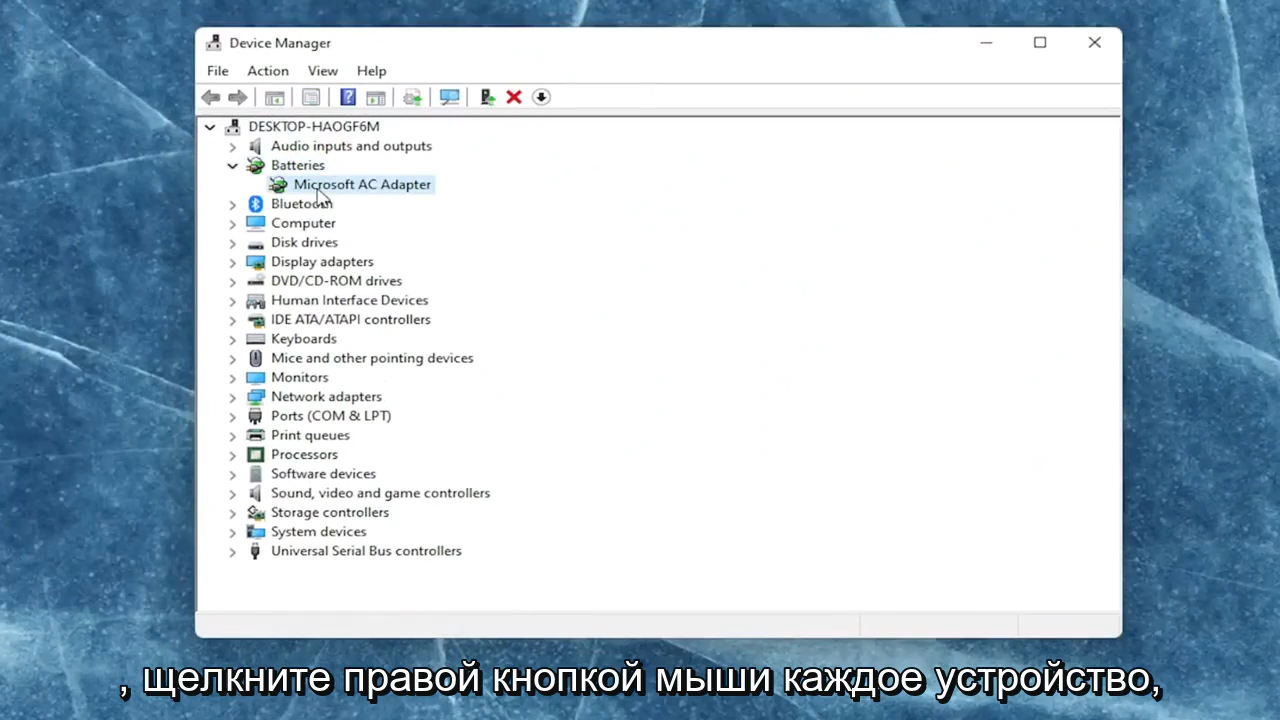 Device Manager
File Action View Help
DESKTOP-HAOGF6M
Audio inputs and outputs
Batteries
Microsoft AC Adapter
Bluetooth
Computer
Disk drives
Display adapters
DVD/CD-ROM drives
Human Interface Devices
IDE ATA/ATAPI controllers
Keyboards
Mice and other pointing devices
Monitors
Network adapters
Ports (COM & LPT)
Print queues
Processors
Software devices
Sound, video and game controllers
Storage controllers
System devices
Universal Serial Bus controllers
, щелкните правой кнопкой мыши каждое устройство,